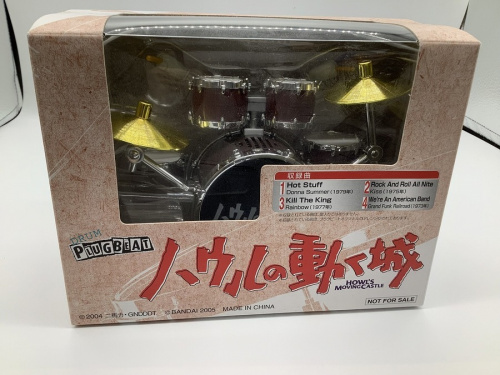 ハウル
収録曲
1 Hot Stuff
Donna Summer (1979年)
2 Rock And Roll All Nite
Kiss (1975年)
3 Kill The King
Rainbow (1977年)
4 We're An American Band
Grand Funk Railroad (1973年)
DRUM
PLUGBEAT
ハウルの動く城
HOWL'S
MOVING CASTLE
© 2004 二馬力・GNDDDT © BANDAI 2005 MADE IN CHINA
NOT FOR SALE